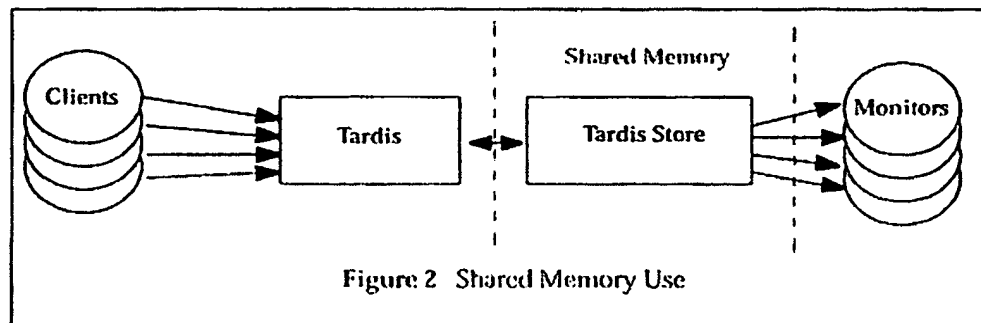 Shared Memory
Clients
Tardis
Tardis Store
Monitors
Figure 2 Shared Memory Use